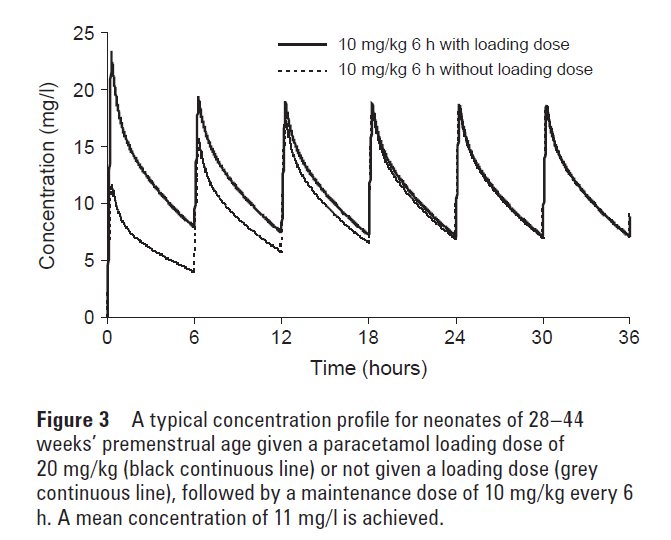 25
20
15
10
5
0
Concentration (mg/l)
10 mg/kg 6 h with loading dose
10 mg/kg 6 h without loading dose
0 6 12 18 24 30 36
Time (hours)
Figure 3 A typical concentration profile for neonates of 28–44
weeks' premenstrual age given a paracetamol loading dose of
20 mg/kg (black continuous line) or not given a loading dose (grey
continuous line), followed by a maintenance dose of 10 mg/kg every 6
h. A mean concentration of 11 mg/l is achieved.